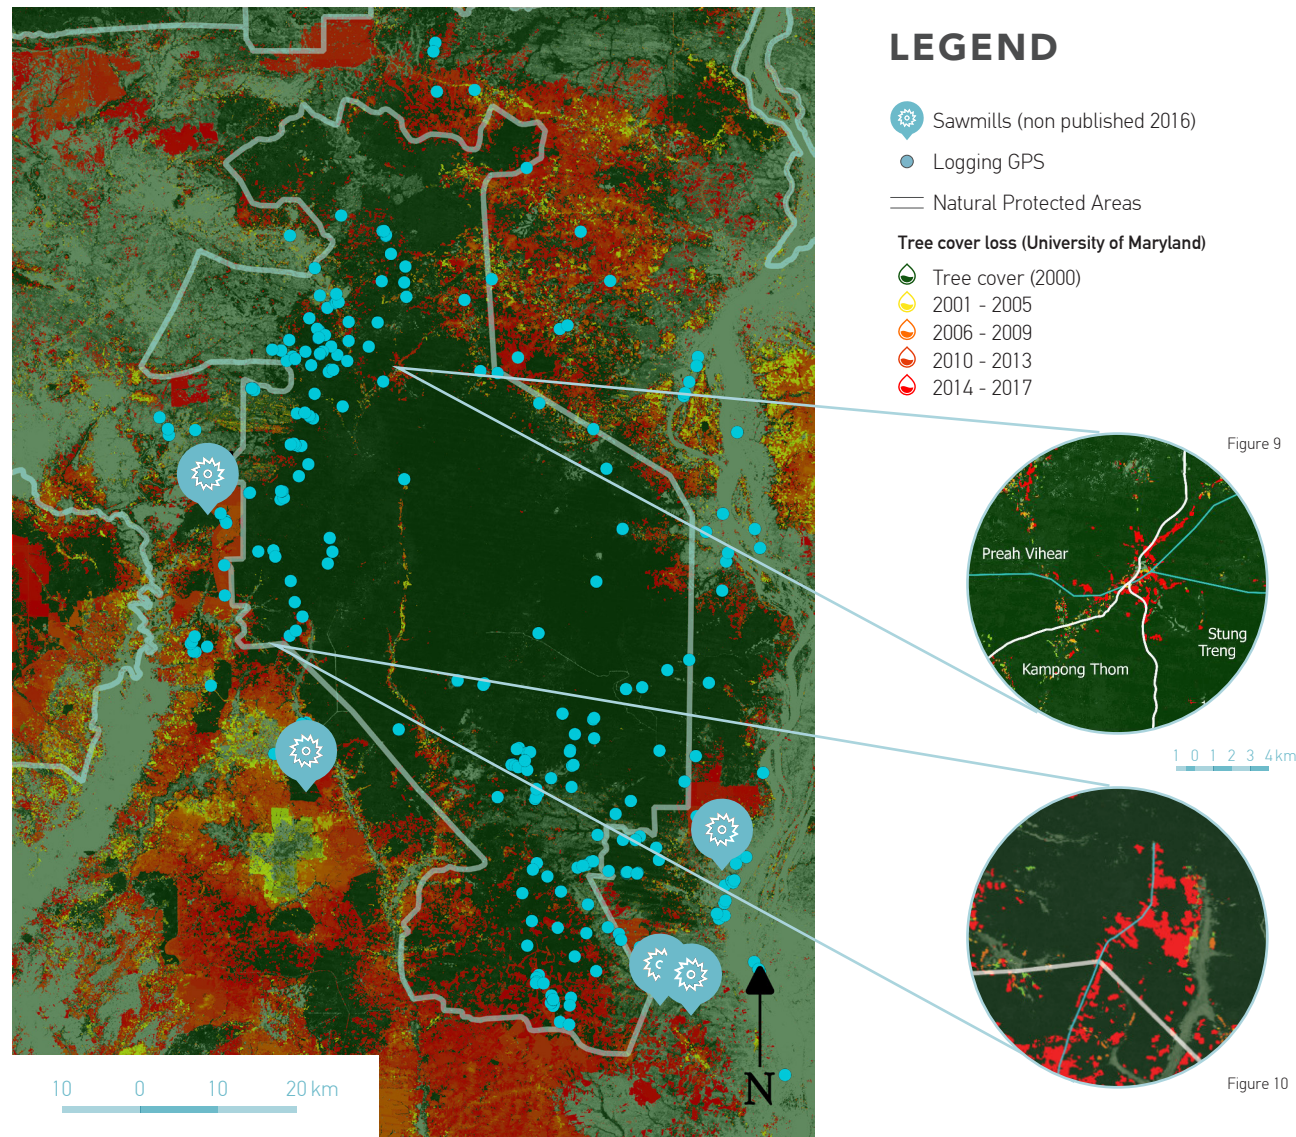 LEGEND
Sawmills (non published 2016)
Logging GPS
Natural Protected Areas
Tree cover loss (University of Maryland)
Tree cover (2000)
2001 - 2005
2006 - 2009
2010 - 2013
2014 - 2017
Figure 9
Preah Vihear
Stung
Treng
Kampong Thom
1 0 1 2 3 4 km
Figure 10
N
10 0 10 20 km